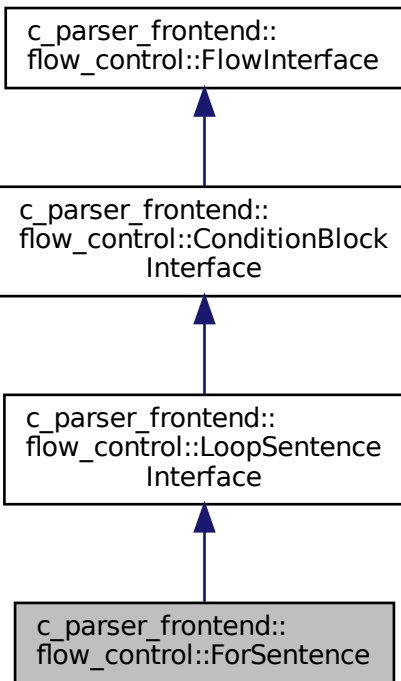 c_parser_frontend::
flow_control::FlowInterface
c_parser_frontend::
flow_control::ConditionBlock
Interface
c_parser_frontend::
flow_control::LoopSentence
Interface
c_parser_frontend::
flow_control::ForSentence